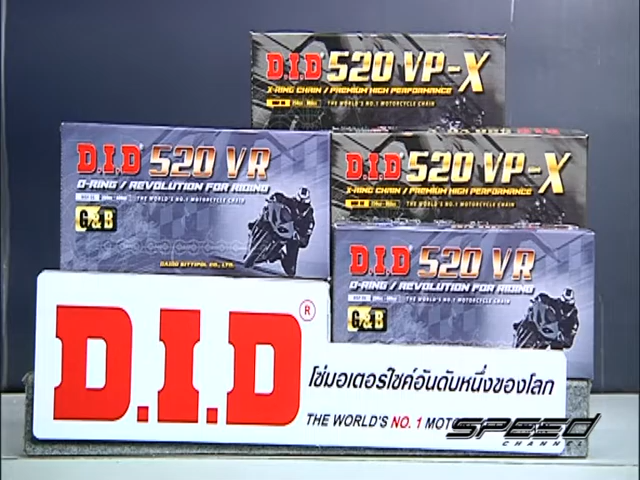 D.I.D 520 VP-X
X-RING CHAIN / PREMIUM HIGH PERFORMANCE
THE WORLD'S NO.1 MOTORCYCLE CHAIN
D.I.D 520 VR
O-RING / REVOLUTION FOR RIDING
THE WORLD'S NO.1 MOTORCYCLE CHAIN
G&B
DAIDO SITTIPOL CO., LTD.
D.I.D 520 VP-X
X-RING CHAIN / PREMIUM HIGH PERFORMANCE
THE WORLD'S NO.1 MOTORCYCLE CHAIN
D.I.D 520 VR
O-RING / REVOLUTION FOR RIDING
THE WORLD'S NO.1 MOTORCYCLE CHAIN
G&B
D.I.D®
โซ่มอเตอร์ไซค์อันดับหนึ่งของโลก
THE WORLD'S NO. 1
SPEED
CHANNEL